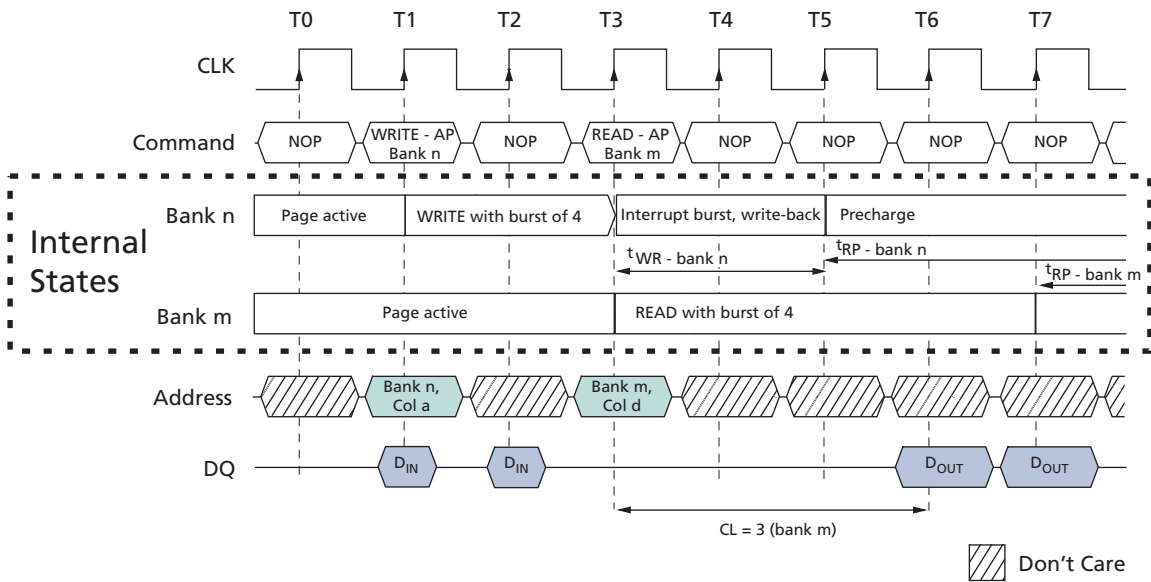 T0 T1 T2 T3 T4 T5 T6 T7
CLK
Command NOP WRITE - AP Bank n NOP READ - AP Bank m NOP NOP NOP NOP
Internal States
Bank n Page active WRITE with burst of 4 Interrupt burst, write-back Precharge
tWR - bank n tRP - bank n
tRP - bank m
Bank m Page active READ with burst of 4
Address Bank n, Col a Bank m, Col d
DQ DIN DIN DOUT DOUT
CL = 3 (bank m)
Don't Care